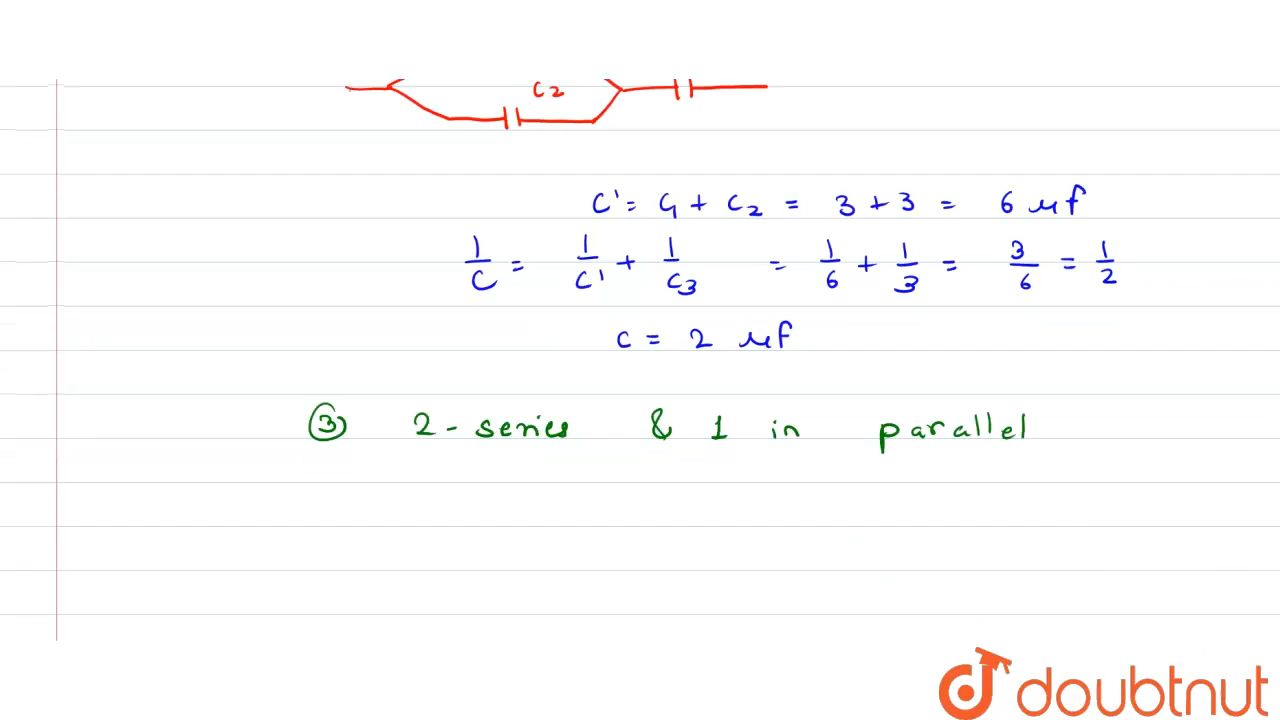 C2
C' = C1 + C2 = 3 + 3 = 6 μf
1/C = 1/C' + 1/C3 = 1/6 + 1/3 = 3/6 = 1/2
C = 2 μf
③ 2-series & 1 in parallel
doubtnut